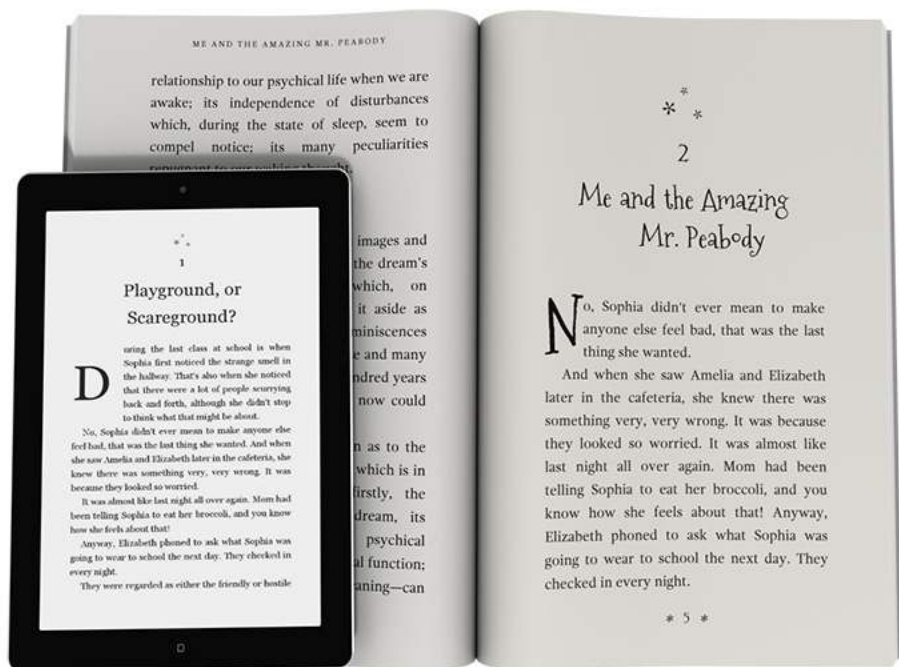 ME AND THE AMAZING MR. PEABODY
relationship to our psychical life when we are
awake; its independence of disturbances
which, during the state of sleep, seem to
compel notice; its many peculiarities
repugnant to our waking thought.
images and
the dream's
which, on
it aside as
miniscences
and many
ndred years
now could
as to the
which is in
firstly, the
dream, its
psychical
function;
aning—can
1
Playground, or
Scareground?
During the last class at school is when
Sophia first noticed the strange smell in
the hallway. That's also when she noticed
that there were a lot of people scurrying
back and forth, although she didn't stop
to think what that might be about.
No, Sophia didn't ever mean to make anyone else
feel bad, that was the last thing she wanted. And when
she saw Amelia and Elizabeth later in the cafeteria, she
knew there was something very, very wrong. It was
because they looked so worried.
It was almost like last night all over again. Mom had
been telling Sophia to eat her broccoli, and you know
how she feels about that!
Anyway, Elizabeth phoned to ask what Sophia was
going to wear to school the next day. They checked in
every night.
They were regarded as either the friendly or hostile
2
Me and the Amazing
Mr. Peabody
No, Sophia didn't ever mean to make
anyone else feel bad, that was the last
thing she wanted.
And when she saw Amelia and Elizabeth
later in the cafeteria, she knew there was
something very, very wrong. It was because
they looked so worried. It was almost like
last night all over again. Mom had been
telling Sophia to eat her broccoli, and you
know how she feels about that! Anyway,
Elizabeth phoned to ask what Sophia was
going to wear to school the next day. They
checked in every night.
* 5 *